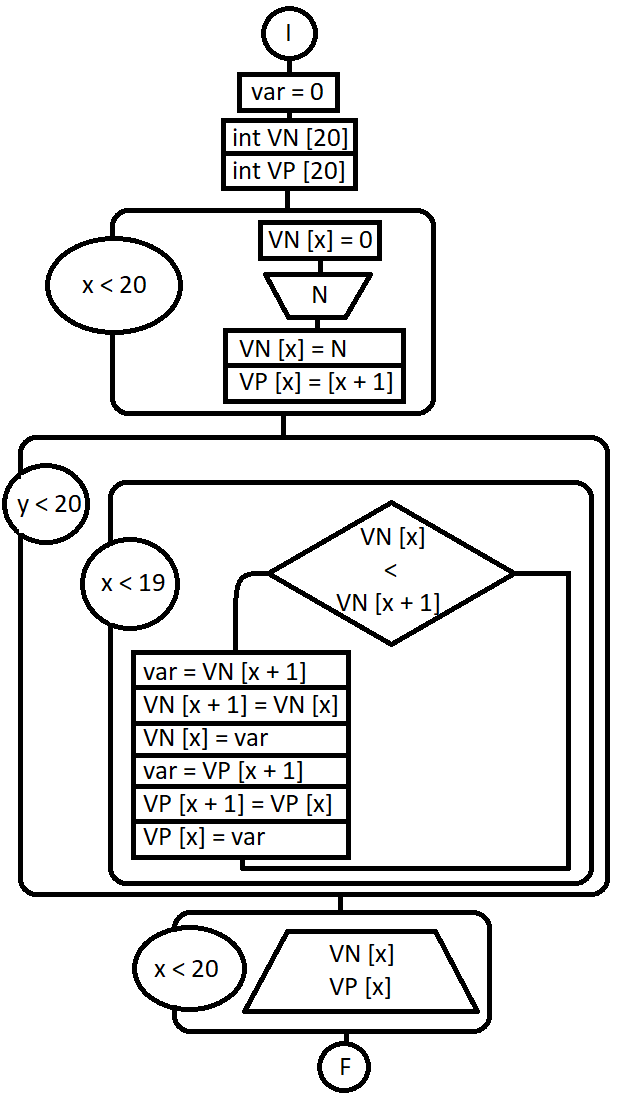 I
var = 0
int VN [20]
int VP [20]
x < 20
VN [x] = 0
N
VN [x] = N
VP [x] = [x + 1]
y < 20
x < 19
VN [x]
<
VN [x + 1]
var = VN [x + 1]
VN [x + 1] = VN [x]
VN [x] = var
var = VP [x + 1]
VP [x + 1] = VP [x]
VP [x] = var
x < 20
VN [x]
VP [x]
F